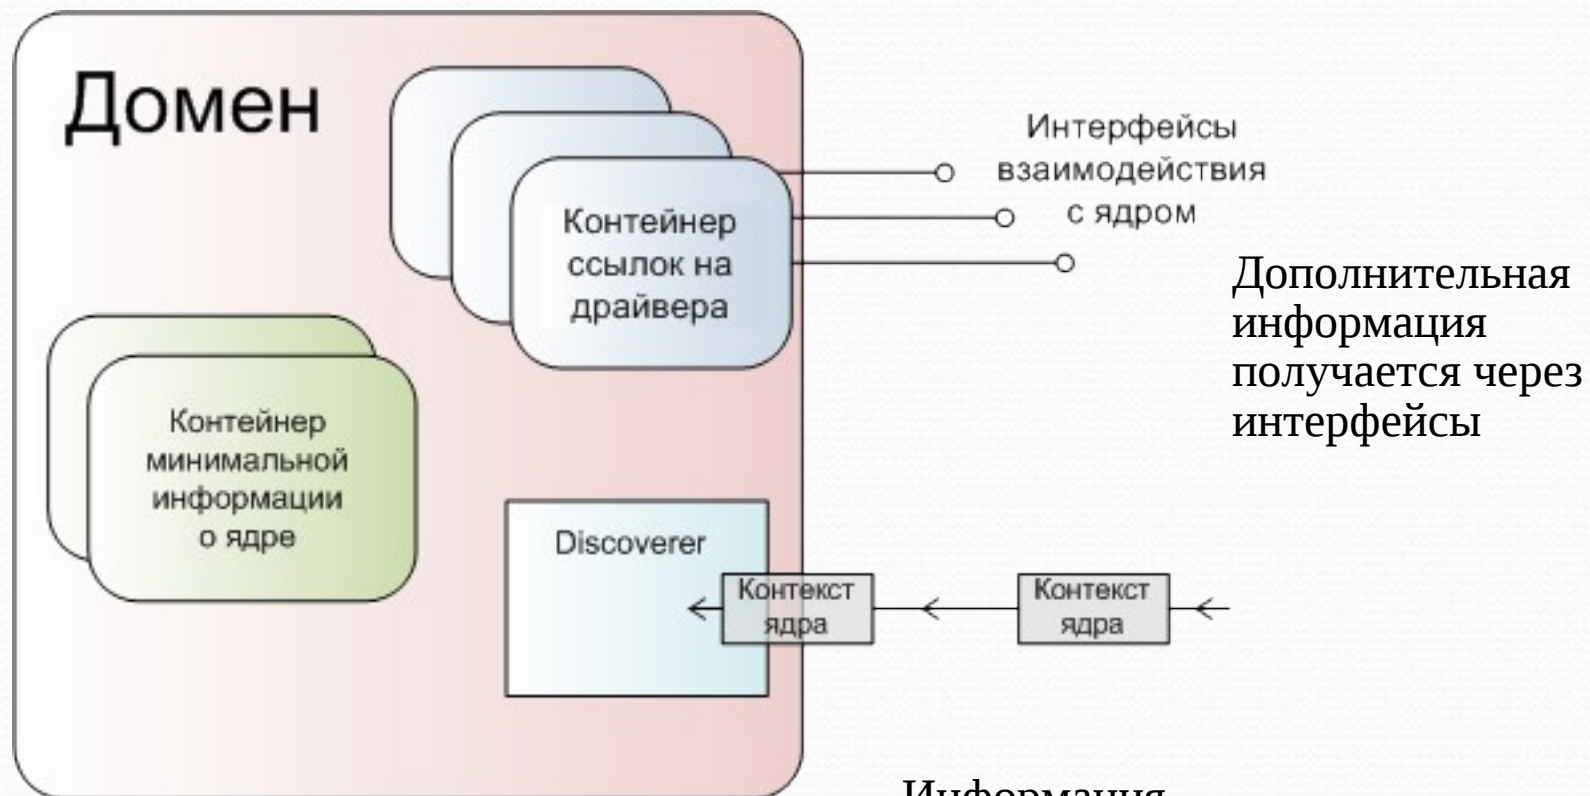 Домен
Интерфейсы
взаимодействия
с ядром
Контейнер
ссылок на
драйвера
Дополнительная
информация
получается через
интерфейсы
Контейнер
минимальной
информации
о ядре
Discoverer
Контекст
ядра
Контекст
ядра
Информация